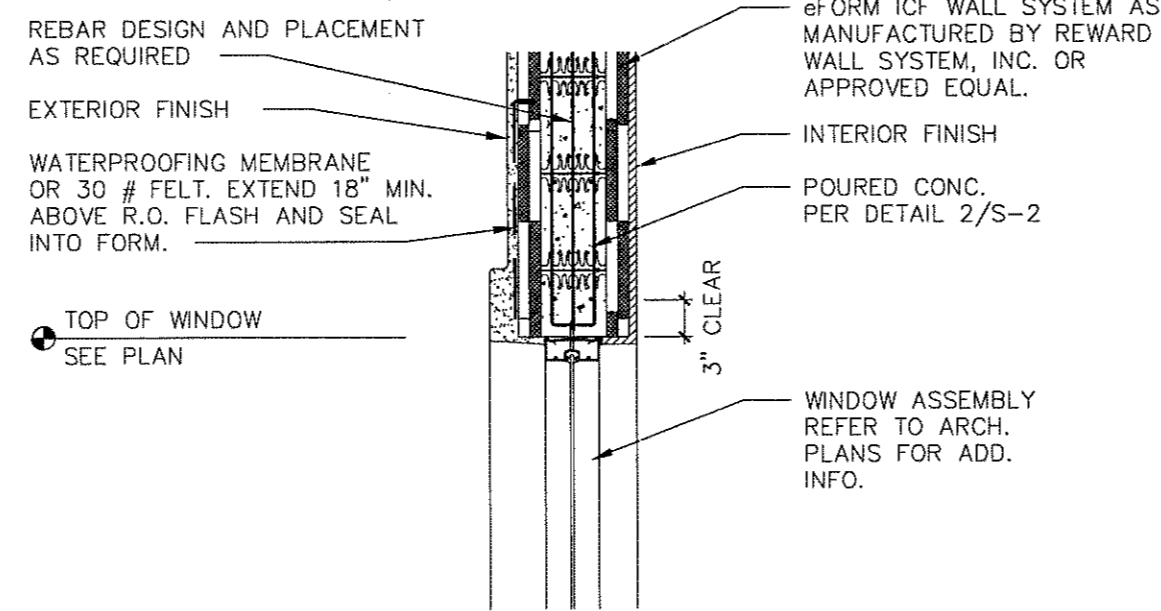 REBAR DESIGN AND PLACEMENT
AS REQUIRED
EXTERIOR FINISH
WATERPROOFING MEMBRANE
OR 30 # FELT. EXTEND 18" MIN.
ABOVE R.O. FLASH AND SEAL
INTO FORM.
TOP OF WINDOW
SEE PLAN
eFORM ICF WALL SYSTEM AS
MANUFACTURED BY REWARD
WALL SYSTEM, INC. OR
APPROVED EQUAL.
INTERIOR FINISH
POURED CONC.
PER DETAIL 2/S-2
3" CLEAR
WINDOW ASSEMBLY
REFER TO ARCH.
PLANS FOR ADD.
INFO.